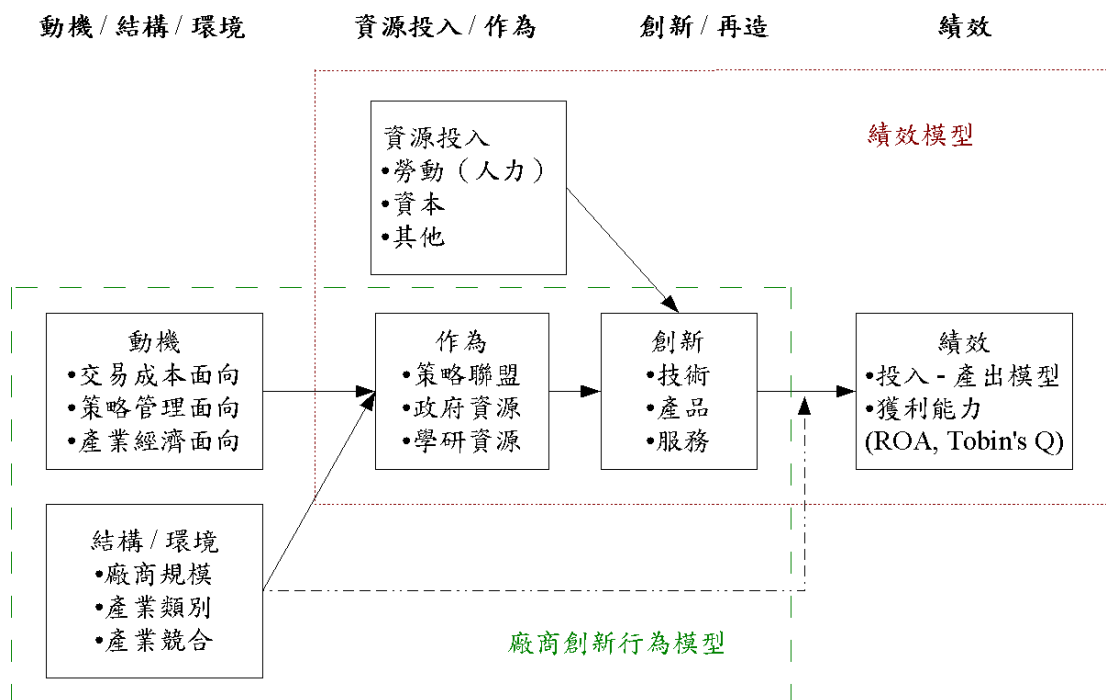 動機 / 結構 / 環境
資源投入 / 作為
創新 / 再造
績效
績效模型
資源投入
•勞動（人力）
•資本
•其他
動機
•交易成本面向
•策略管理面向
•產業經濟面向
作為
•策略聯盟
•政府資源
•學研資源
創新
•技術
•產品
•服務
績效
•投入 - 產出模型
•獲利能力
(ROA, Tobin's Q)
結構 / 環境
•廠商規模
•產業類別
•產業競合
廠商創新行為模型